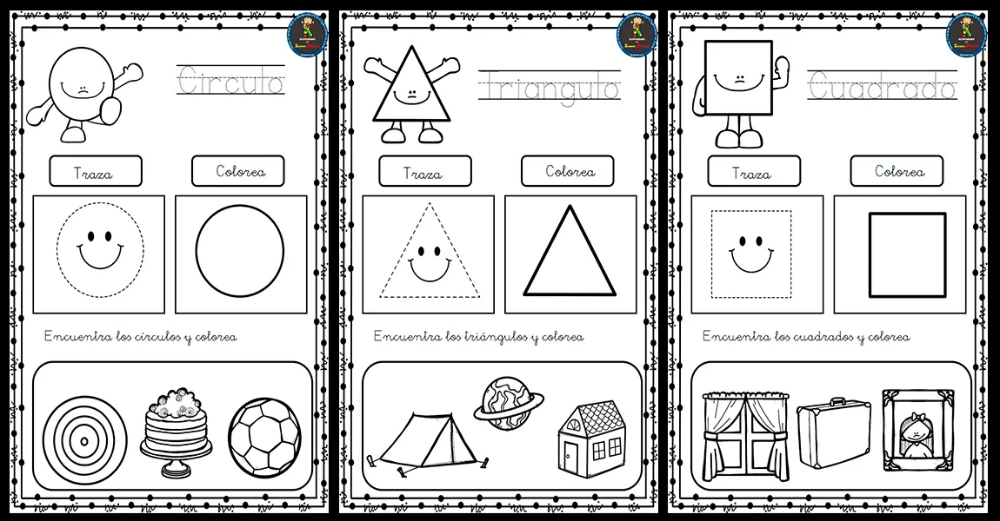 Circulo
Traza
Colorea
Encuentra los círculos y colorea
Triangulo
Traza
Colorea
Encuentra los triángulos y colorea
Cuadrado
Traza
Colorea
Encuentra los cuadrados y colorea